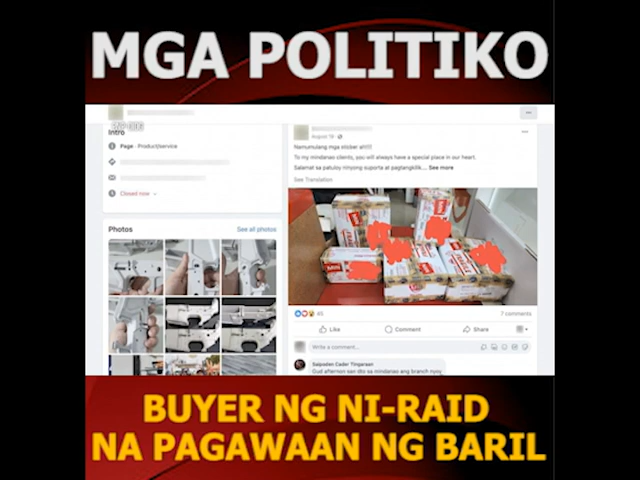 MGA POLITIKO
Intro
Page · Product/service
Closed now
Photos
See all photos
August 19
Namumulang mga sticker ah!!!!
To my mindanao clients, you will always have a special place in our heart.
Salamat sa patuloy ninyong suporta at pagtangkilik.... See more
See Translation
45
7 comments
Like
Comment
Share
Write a comment...
Saipoden Cader Tingaraan
Gud afternoon san dto sa mindanao ang branch nyo
BUYER NG NI-RAID
NA PAGAWAAN NG BARIL